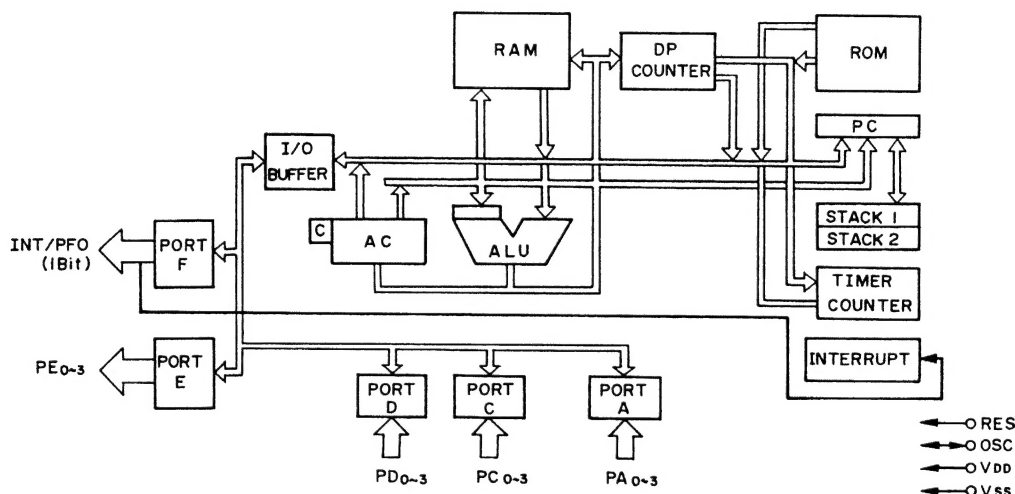 RAM
DP
COUNTER
ROM
PC
I/O
BUFFER
STACK 1
STACK 2
C
AC
ALU
INT/PFO
(1Bit)
PORT
F
TIMER
COUNTER
PE0~3
PORT
E
INTERRUPT
PORT
D
PORT
C
PORT
A
PD0~3
PC0~3
PA0~3
RES
OSC
VDD
VSS